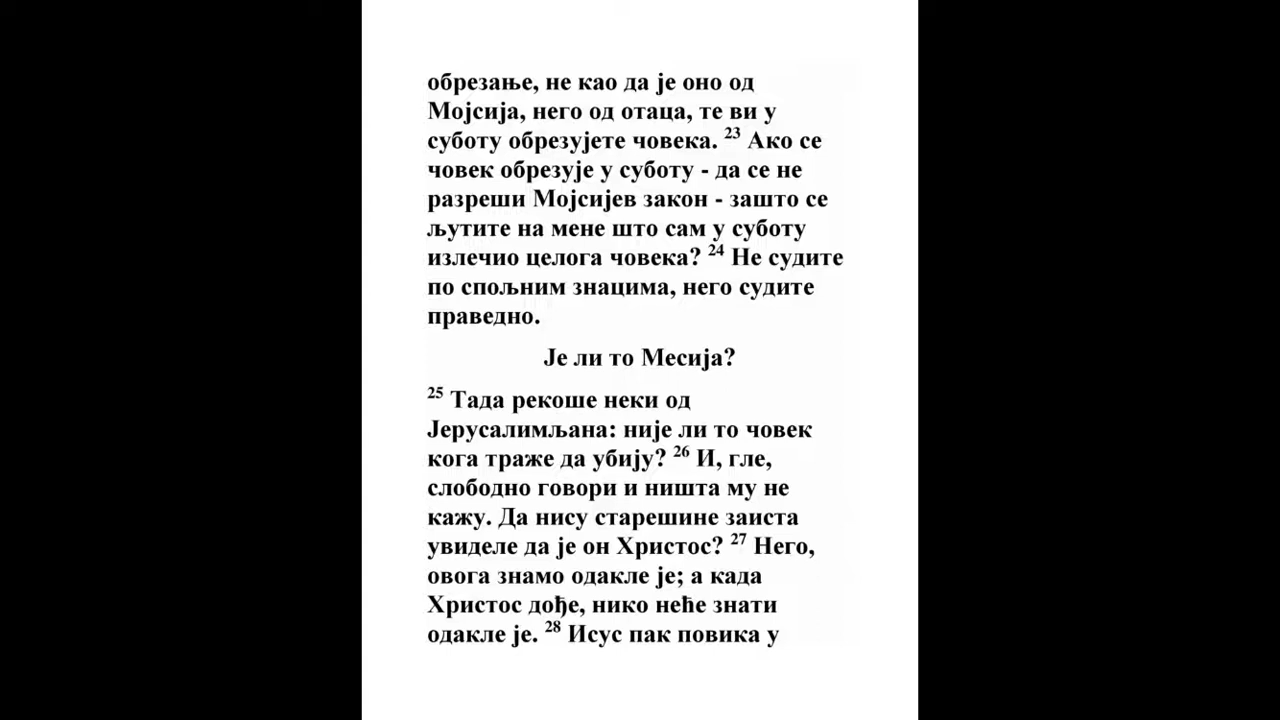 обрезање, не као да је оно од
Мојсија, него од отаца, те ви у
суботу обрезујете човека. 23 Ако се
човек обрезује у суботу - да се не
разреши Мојсијев закон - зашто се
љутите на мене што сам у суботу
излечио целога човека? 24 Не судите
по спољним знацима, него судите
праведно.
Је ли то Месија?
25 Тада рекоше неки од
Јерусалимљана: није ли то човек
кога траже да убију? 26 И, гле,
слободно говори и ништа му не
кажу. Да нису старешине заиста
увиделе да је он Христос? 27 Него,
овога знамо одакле је; а када
Христос дође, нико неће знати
одакле је. 28 Исус пак повика у